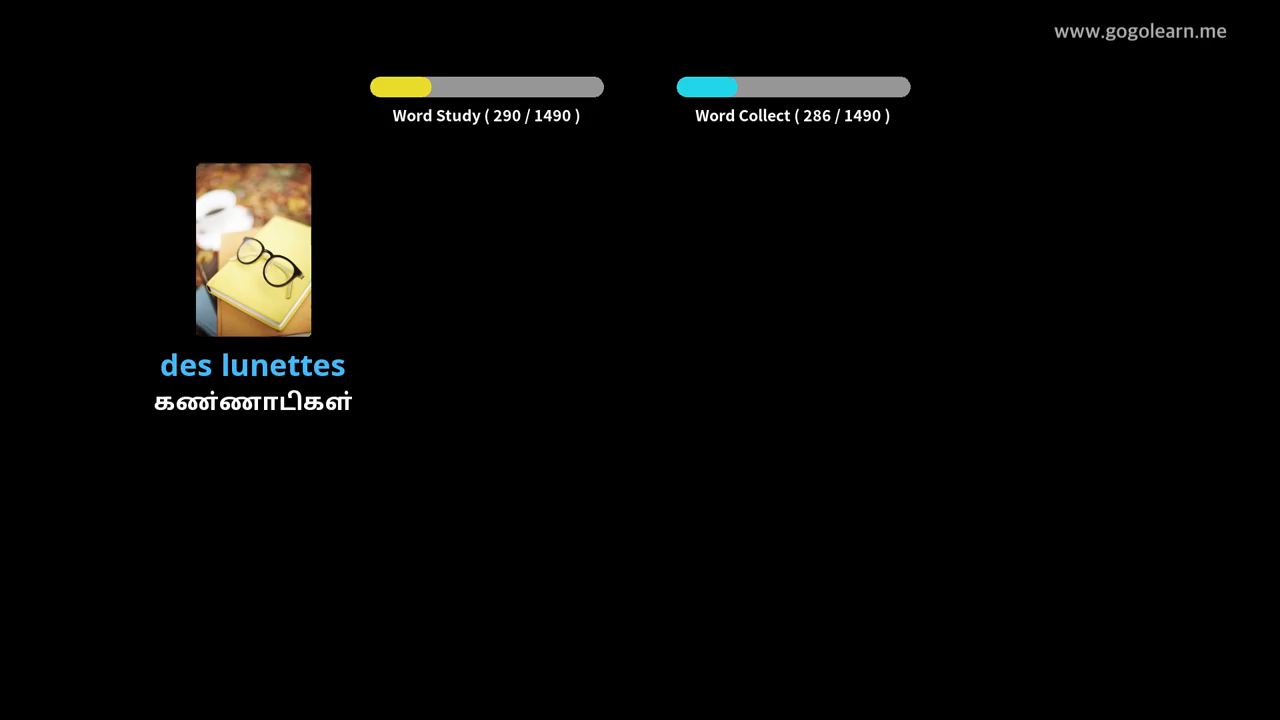 www.gogolearn.me
Word Study ( 290 / 1490 )
Word Collect ( 286 / 1490 )
des lunettes
கண்ணாடிகள்